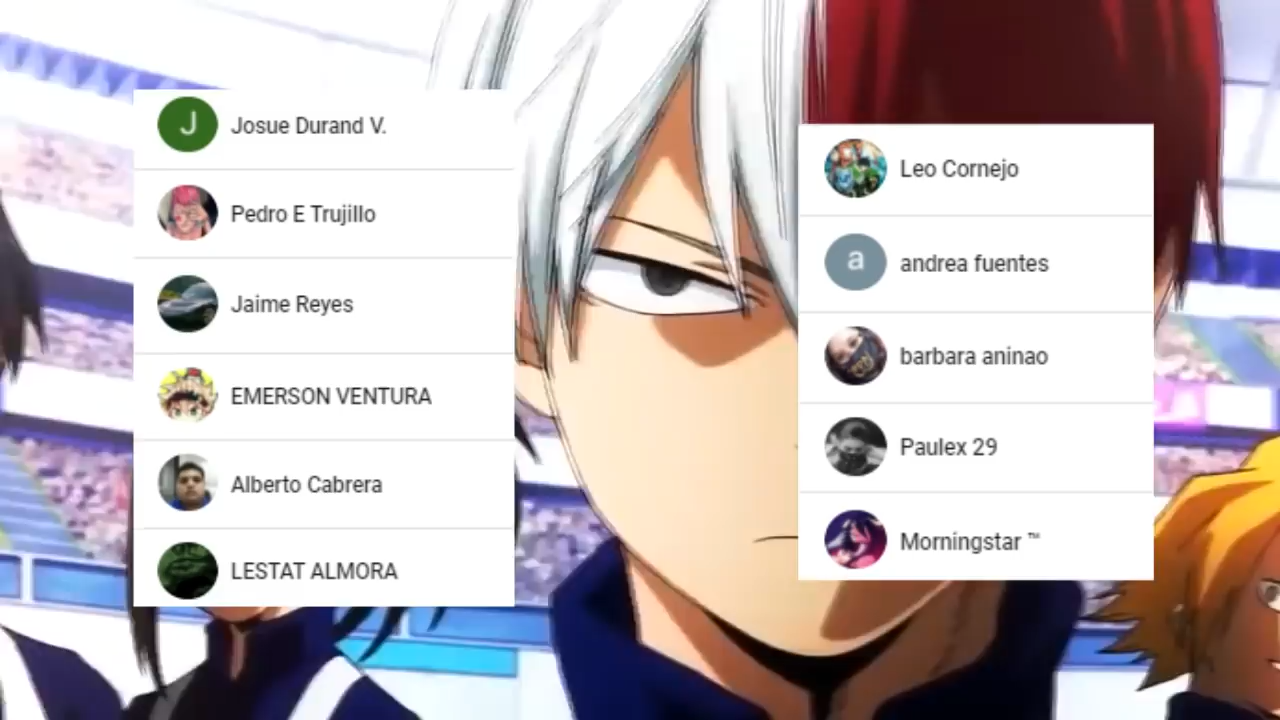 J
Josue Durand V.
Pedro E Trujillo
Jaime Reyes
EMERSON VENTURA
Alberto Cabrera
LESTAT ALMORA
Leo Cornejo
a
andrea fuentes
barbara aninao
Paulex 29
Morningstar ™